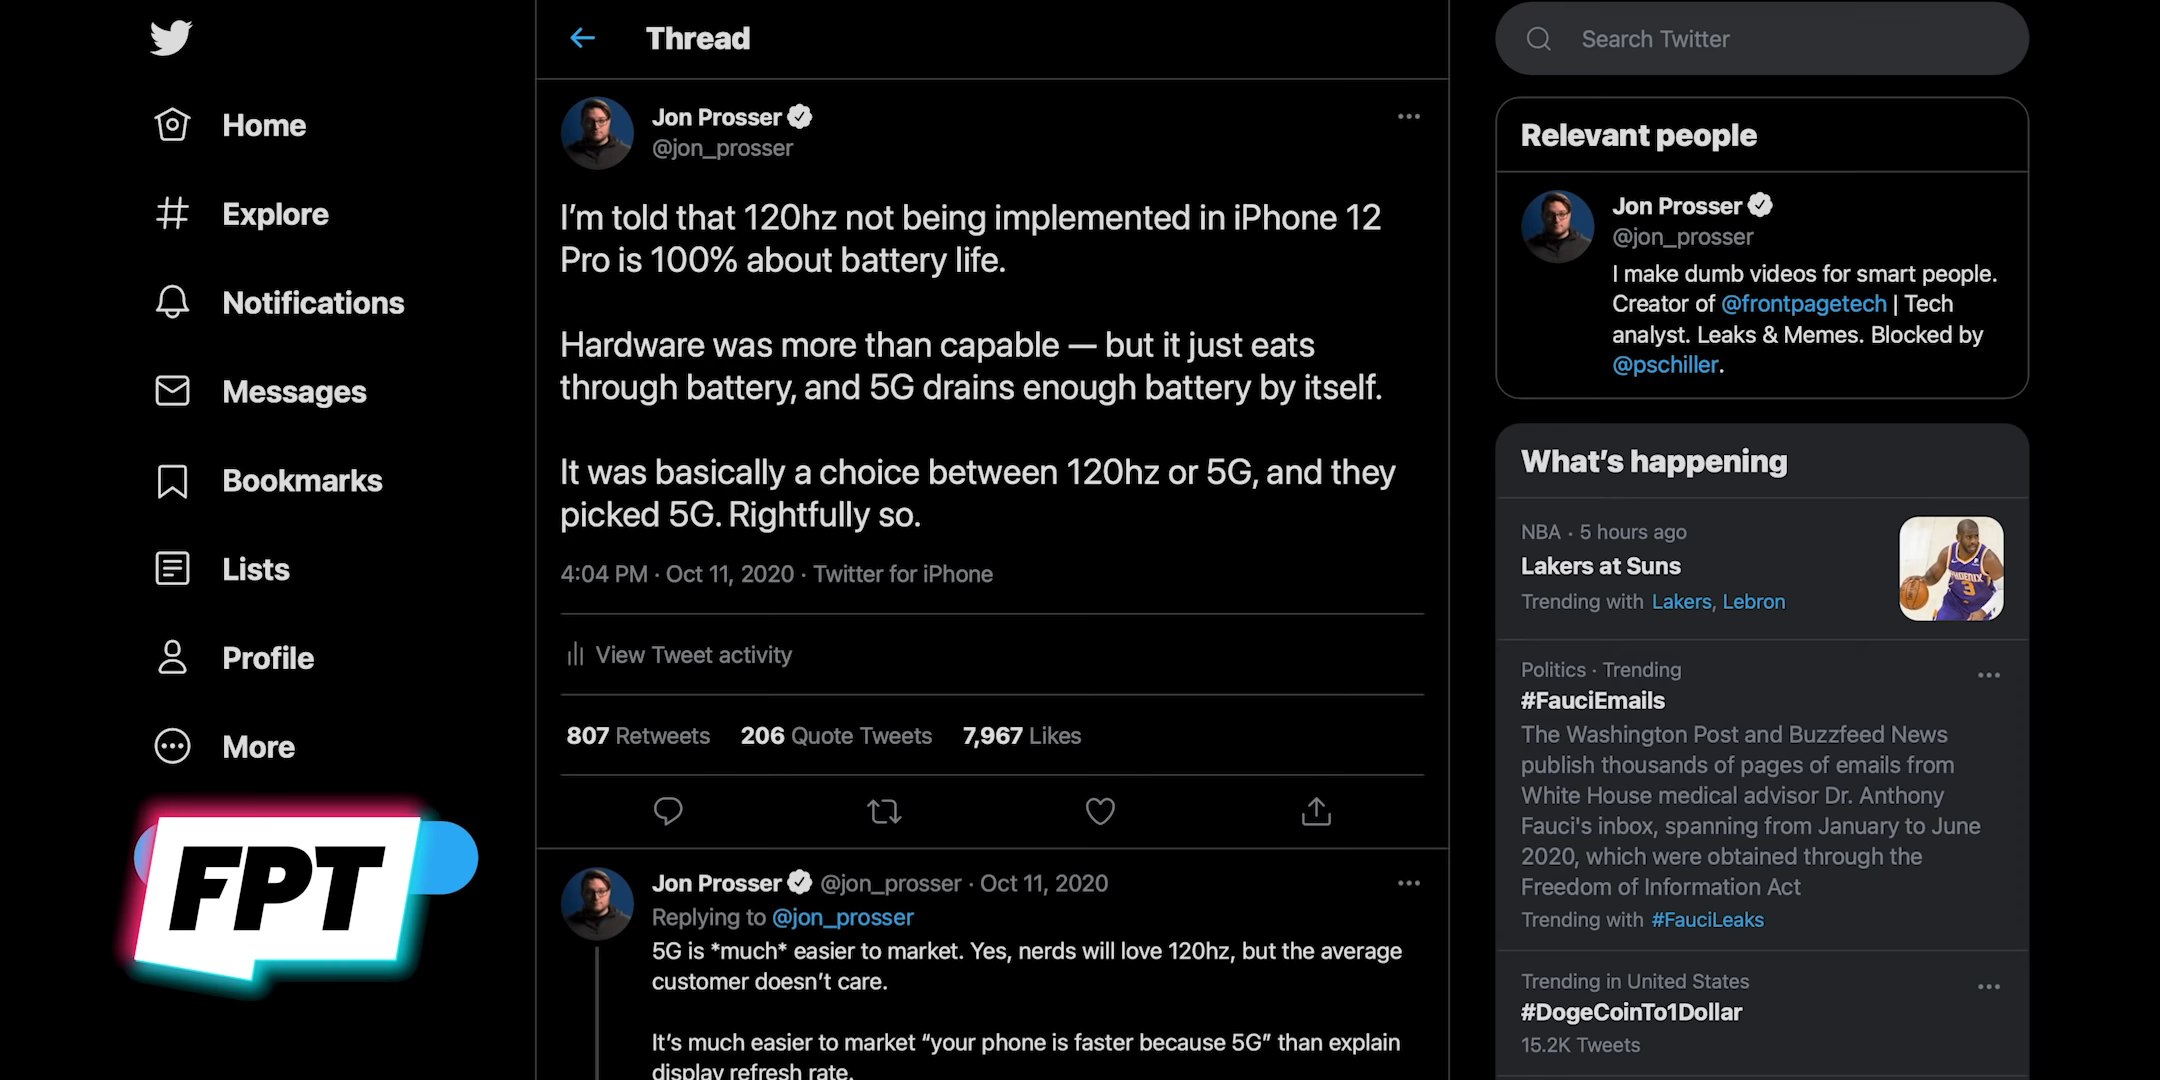 Home
Explore
Notifications
Messages
Bookmarks
Lists
Profile
More
FPT
Thread
Jon Prosser
@jon_prosser
I'm told that 120hz not being implemented in iPhone 12
Pro is 100% about battery life.
Hardware was more than capable — but it just eats
through battery, and 5G drains enough battery by itself.
It was basically a choice between 120hz or 5G, and they
picked 5G. Rightfully so.
4:04 PM · Oct 11, 2020 · Twitter for iPhone
View Tweet activity
807 Retweets 206 Quote Tweets 7,967 Likes
Jon Prosser @jon_prosser · Oct 11, 2020
Replying to @jon_prosser
5G is *much* easier to market. Yes, nerds will love 120hz, but the average
customer doesn't care.
It's much easier to market “your phone is faster because 5G” than explain
display refresh rate.
Search Twitter
Relevant people
Jon Prosser
@jon_prosser
I make dumb videos for smart people.
Creator of @frontpagetech | Tech
analyst. Leaks & Memes. Blocked by
@pschiller.
What's happening
NBA · 5 hours ago
Lakers at Suns
Trending with Lakers, Lebron
PHOENIX
3
Politics · Trending
#FauciEmails
The Washington Post and Buzzfeed News
publish thousands of pages of emails from
White House medical advisor Dr. Anthony
Fauci's inbox, spanning from January to June
2020, which were obtained through the
Freedom of Information Act
Trending with #FauciLeaks
Trending in United States
#DogeCoinTo1Dollar
15.2K Tweets